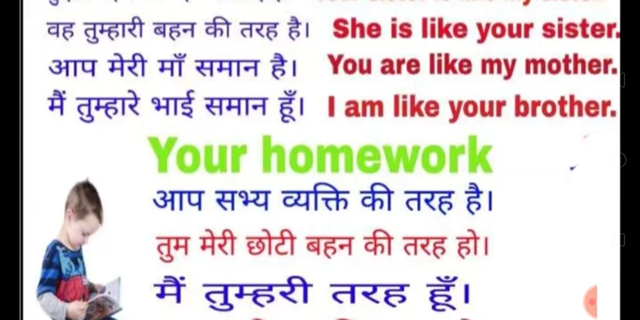 वह तुम्हारी बहन की तरह है। She is like your sister.
आप मेरी माँ समान है। You are like my mother.
मैं तुम्हारे भाई समान हूँ। I am like your brother.
Your homework
आप सभ्य व्यक्ति की तरह है।
तुम मेरी छोटी बहन की तरह हो।
मैं तुम्हरी तरह हूँ।